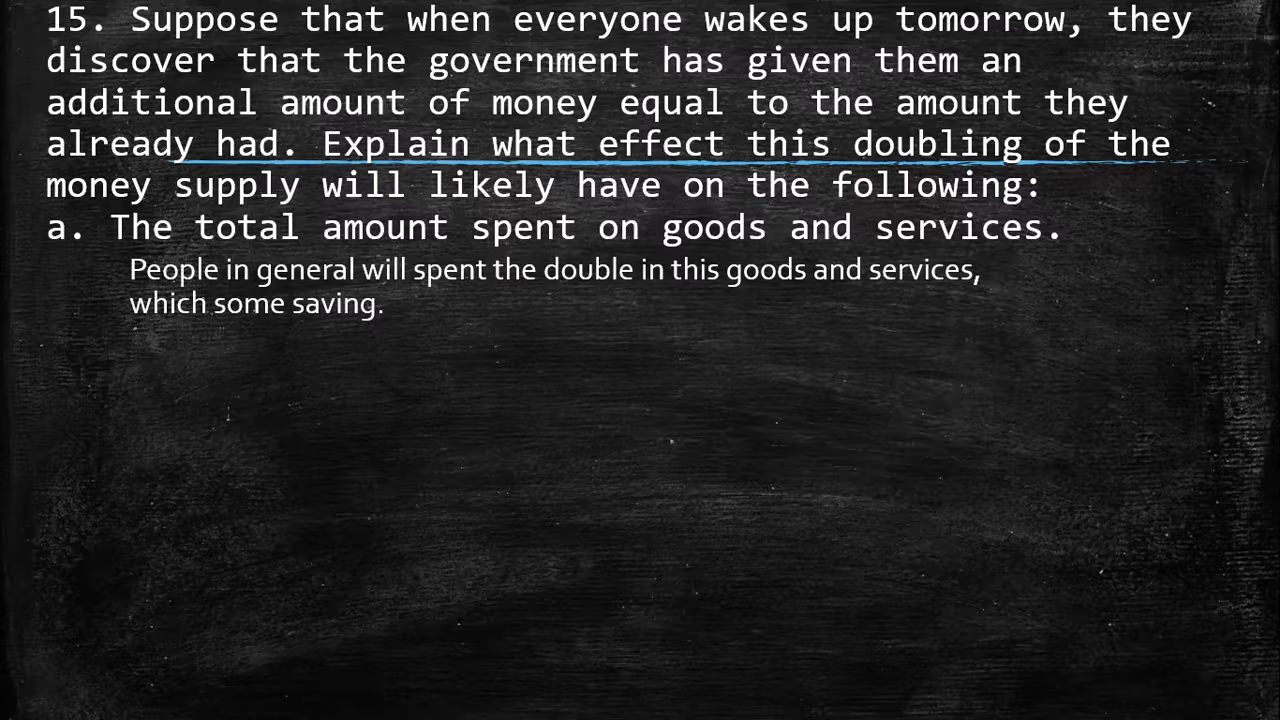 15. Suppose that when everyone wakes up tomorrow, they
discover that the government has given them an
additional amount of money equal to the amount they
already had. Explain what effect this doubling of the
money supply will likely have on the following:
a. The total amount spent on goods and services.
People in general will spent the double in this goods and services,
which some saving.